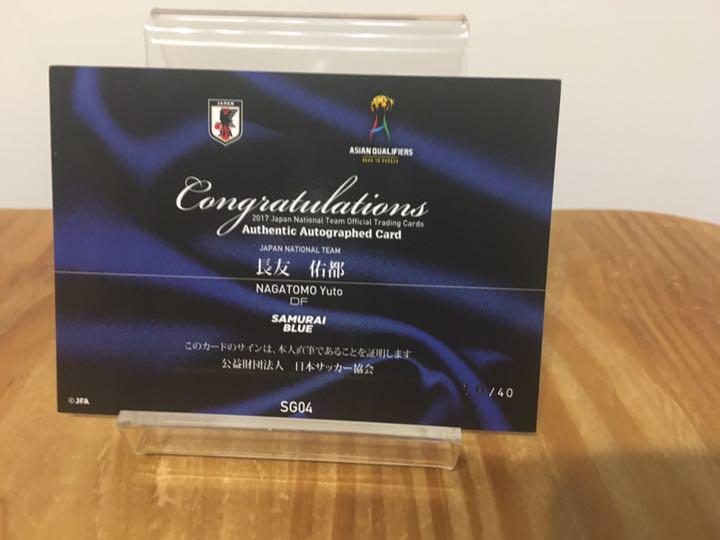 JAPAN
JFA
ASIAN QUALIFIERS
ROAD TO RUSSIA
Congratulations
2017 Japan National Team Official Trading Cards
Authentic Autographed Card
JAPAN NATIONAL TEAM
長友 佑都
NAGATOMO Yuto
DF
SAMURAI
BLUE
このカードのサインは、本人直筆であることを証明します
公益財団法人 日本サッカー協会
/40
©JFA
SG04